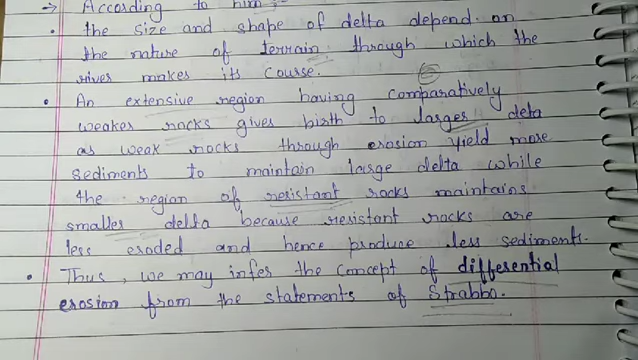 → According to him :-
• the size and shape of delta depend on
the nature of terrain through which the
river makes its course.
• An extensive region having comparatively
weaker rocks gives birth to larger delta
as weak rocks through erosion yield more
sediments to maintain large delta while
the region of resistant rocks maintains
smaller delta because resistant rocks are
less eroded and hence produce less sediments.
• Thus, we may infer the concept of differential
erosion from the statements of Strabbo.